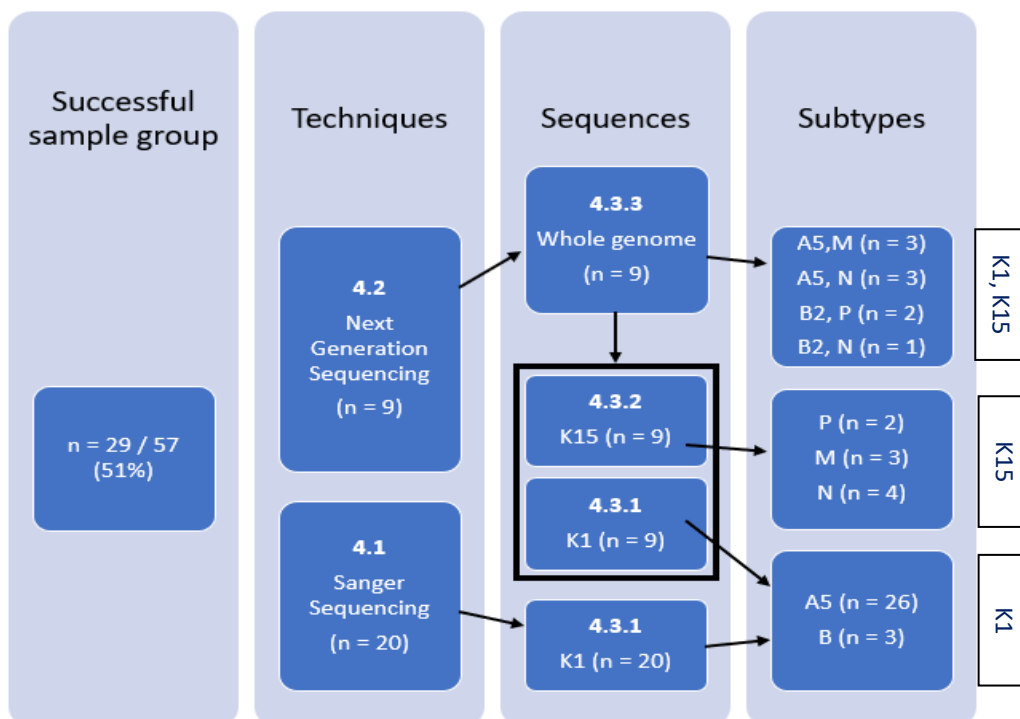 Successful
sample group
n = 29 / 57
(51%)
Techniques
4.2
Next
Generation
Sequencing
(n = 9)
4.1
Sanger
Sequencing
(n = 20)
Sequences
4.3.3
Whole genome
(n = 9)
4.3.2
K15 (n = 9)
4.3.1
K1 (n = 9)
4.3.1
K1 (n = 20)
Subtypes
A5,M (n = 3)
A5, N (n = 3)
B2, P (n = 2)
B2, N (n = 1)
P (n = 2)
M (n = 3)
N (n = 4)
A5 (n = 26)
B (n = 3)
K1, K15
K15
K1